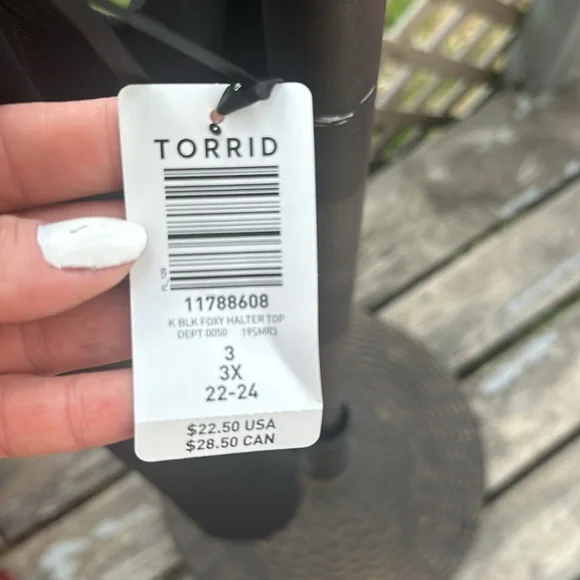 TORRID
PL_128
11788608
K BLK FOXY HALTER TOP
DEPT 0050 19SMR3
3
3X
22-24
$22.50 USA
$28.50 CAN